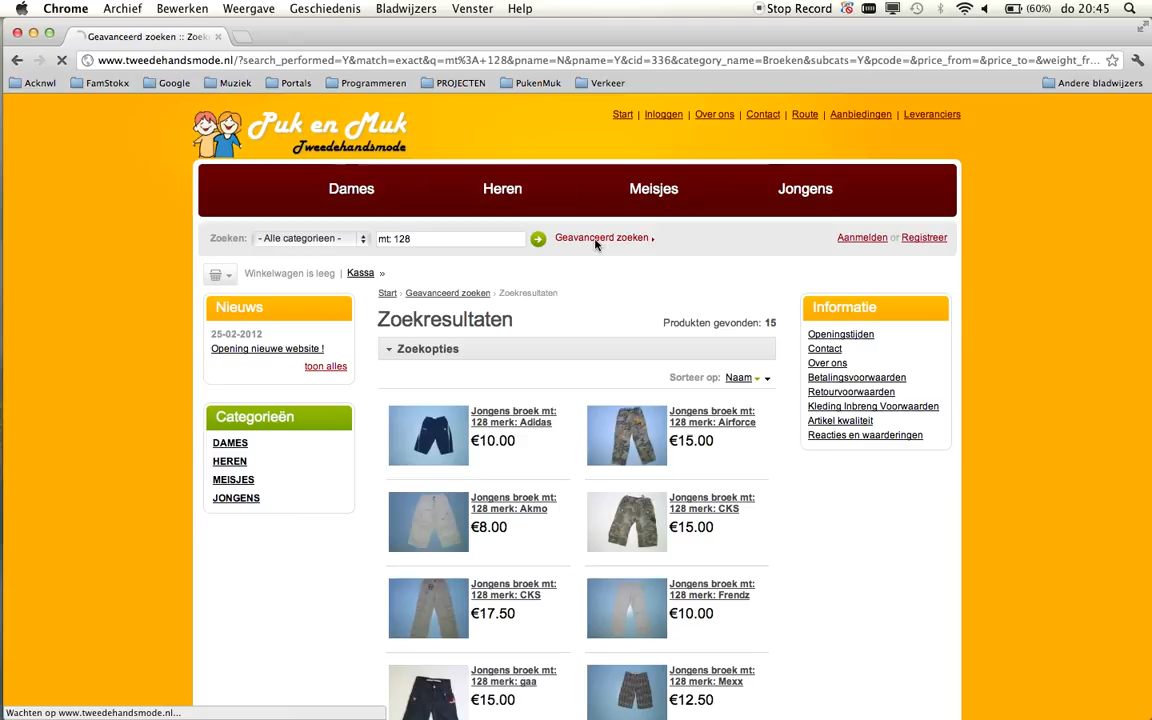 Chrome Archief Bewerken Weergave Geschiedenis Bladwijzers Venster Help Stop Record (60%) do 20:45
Geavanceerd zoeken :: Zoek
www.tweedehandsmode.nl/?search_performed=Y&match=exact&q=mt%3A+128&pname=N&pname=Y&cid=336&category_name=Broeken&subcats=Y&pcode=&price_from=&price_to=&weight_fr...
Acknwl FamStokx Google Muziek Portals Programmeren PROJECTEN PukenMuk Verkeer Andere bladwijzers
Start | Inloggen | Over ons | Contact | Route | Aanbiedingen | Leveranciers
Puk en Muk
Tweedehandsmode
Dames Heren Meisjes Jongens
Zoeken: - Alle categorieen - mt: 128 Geavanceerd zoeken Aanmelden or Registreer
Winkelwagen is leeg | Kassa »
Start › Geavanceerd zoeken › Zoekresultaten
Zoekresultaten
Produkten gevonden: 15
Zoekopties
Sorteer op: Naam
Nieuws
25-02-2012
Opening nieuwe website !
toon alles
Categorieën
DAMES
HEREN
MEISJES
JONGENS
Jongens broek mt:
128 merk: Adidas
€10.00
Jongens broek mt:
128 merk: Airforce
€15.00
Jongens broek mt:
128 merk: Akmo
€8.00
Jongens broek mt:
128 merk: CKS
€15.00
Jongens broek mt:
128 merk: CKS
€17.50
Jongens broek mt:
128 merk: Frendz
€10.00
Jongens broek mt:
128 merk: gaa
€15.00
Jongens broek mt:
128 merk: Mexx
€12.50
Informatie
Openingstijden
Contact
Over ons
Betalingsvoorwaarden
Retourvoorwaarden
Kleding Inbreng Voorwaarden
Artikel kwaliteit
Reacties en waarderingen
Wachten op www.tweedehandsmode.nl...